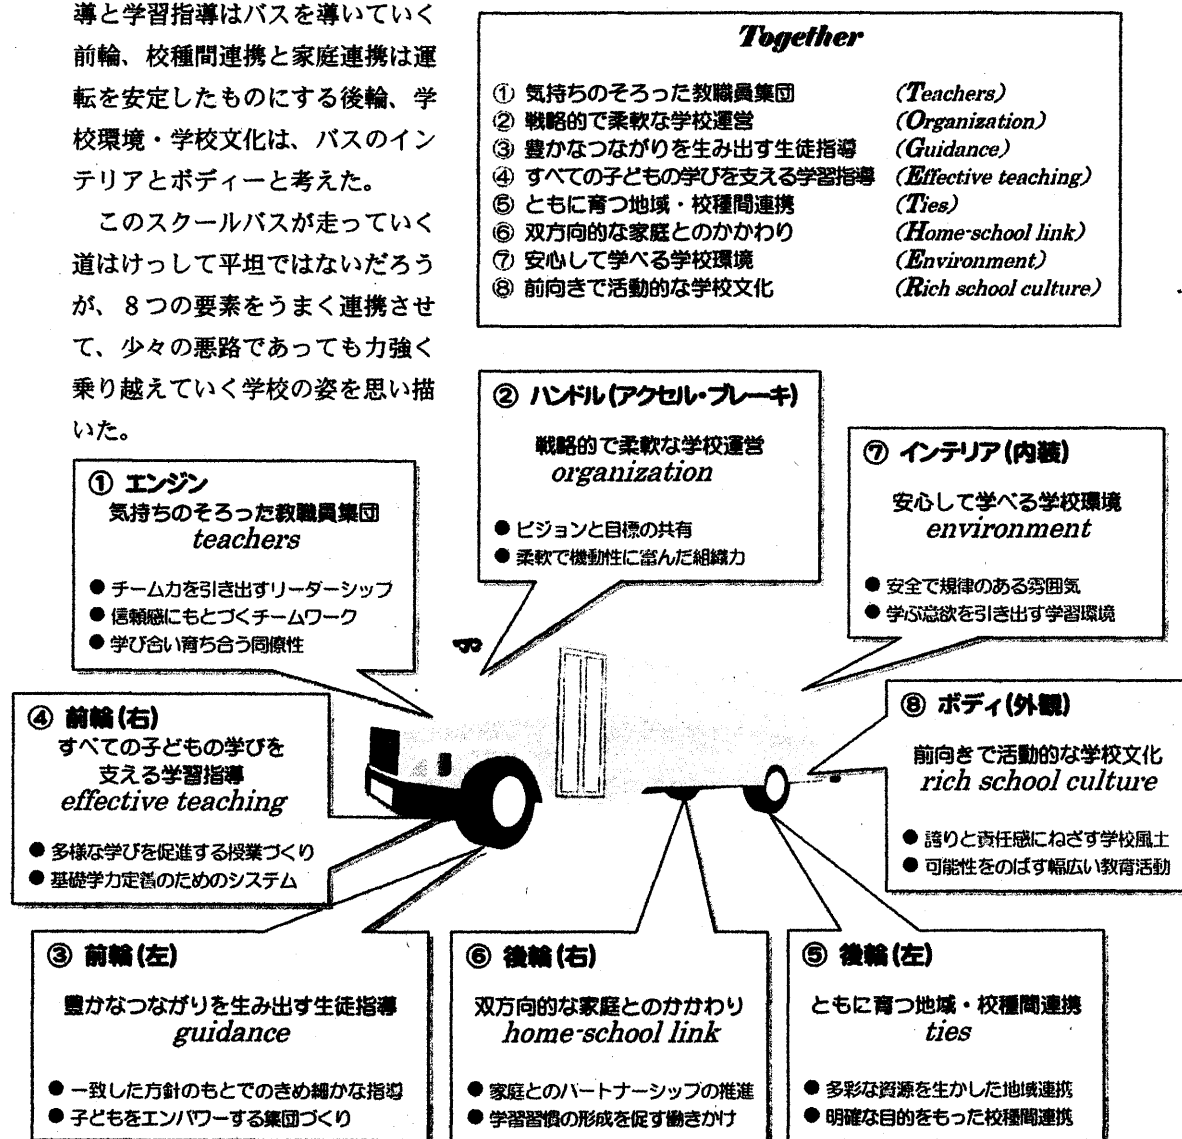 導と学習指導はバスを導いていく
前輪、校種間連携と家庭連携は運
転を安定したものにする後輪、学
校環境・学校文化は、バスのイン
テリアとボディーと考えた。
このスクールバスが走っていく
道はけっして平坦ではないだろう
が、８つの要素をうまく連携させ
て、少々の悪路であっても力強く
乗り越えていく学校の姿を思い描
いた。
Together
① 気持ちのそろった教職員集団 (Teachers)
② 戦略的で柔軟な学校運営 (Organization)
③ 豊かなつながりを生み出す生徒指導 (Guidance)
④ すべての子どもの学びを支える学習指導 (Effective teaching)
⑤ ともに育つ地域・校種間連携 (Ties)
⑥ 双方向的な家庭とのかかわり (Home-school link)
⑦ 安心して学べる学校環境 (Environment)
⑧ 前向きで活動的な学校文化 (Rich school culture)
② ハンドル(アクセル・ブレーキ)
戦略的で柔軟な学校運営
organization
● ビジョンと目標の共有
● 柔軟で機動性に富んだ組織力
⑦ インテリア(内装)
安心して学べる学校環境
environment
● 安全で規律のある雰囲気
● 学ぶ意欲を引き出す学習環境
① エンジン
気持ちのそろった教職員集団
teachers
● チーム力を引き出すリーダーシップ
● 信頼感にもとづくチームワーク
● 学び合い育ち合う同僚性
④ 前輪(右)
すべての子どもの学びを
支える学習指導
effective teaching
● 多様な学びを促進する授業づくり
● 基礎学力定着のためのシステム
⑧ ボディ(外観)
前向きで活動的な学校文化
rich school culture
● 誇りと責任感にねざす学校風土
● 可能性をのばす幅広い教育活動
③ 前輪(左)
豊かなつながりを生み出す生徒指導
guidance
● 一致した方針のもとでのきめ細かな指導
● 子どもをエンパワーする集団づくり
⑥ 後輪(右)
双方向的な家庭とのかかわり
home-school link
● 家庭とのパートナーシップの推進
● 学習習慣の形成を促す働きかけ
⑤ 後輪(左)
ともに育つ地域・校種間連携
ties
● 多彩な資源を生かした地域連携
● 明確な目的をもった校種間連携